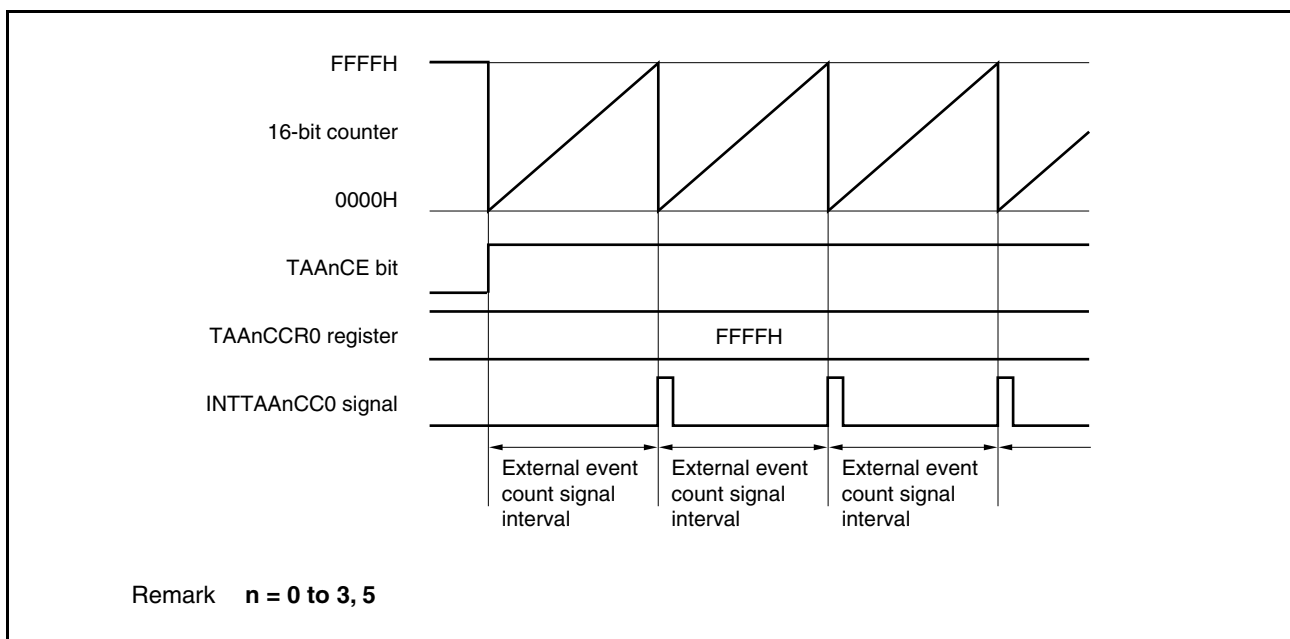 FFFFH
16-bit counter
0000H
TAAnCE bit
TAAnCCR0 register
FFFFH
INTTAAnCC0 signal
External event
count signal
interval
External event
count signal
interval
External event
count signal
interval
Remark n = 0 to 3, 5